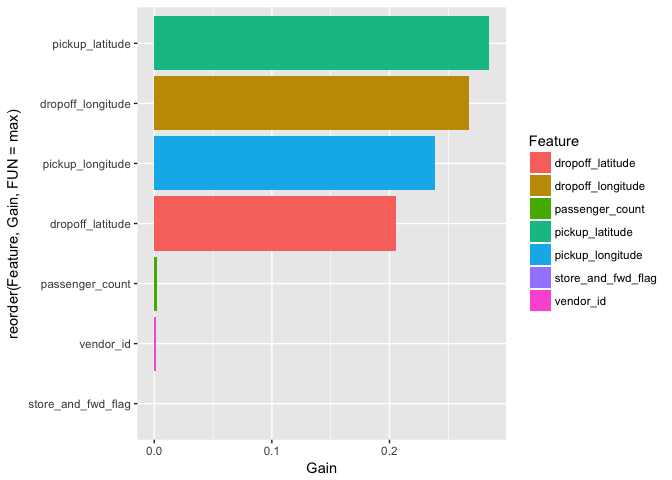 reorder(Feature, Gain, FUN = max)
pickup_latitude
dropoff_longitude
pickup_longitude
dropoff_latitude
passenger_count
vendor_id
store_and_fwd_flag
0.0 0.1 0.2
Gain
Feature
dropoff_latitude
dropoff_longitude
passenger_count
pickup_latitude
pickup_longitude
store_and_fwd_flag
vendor_id